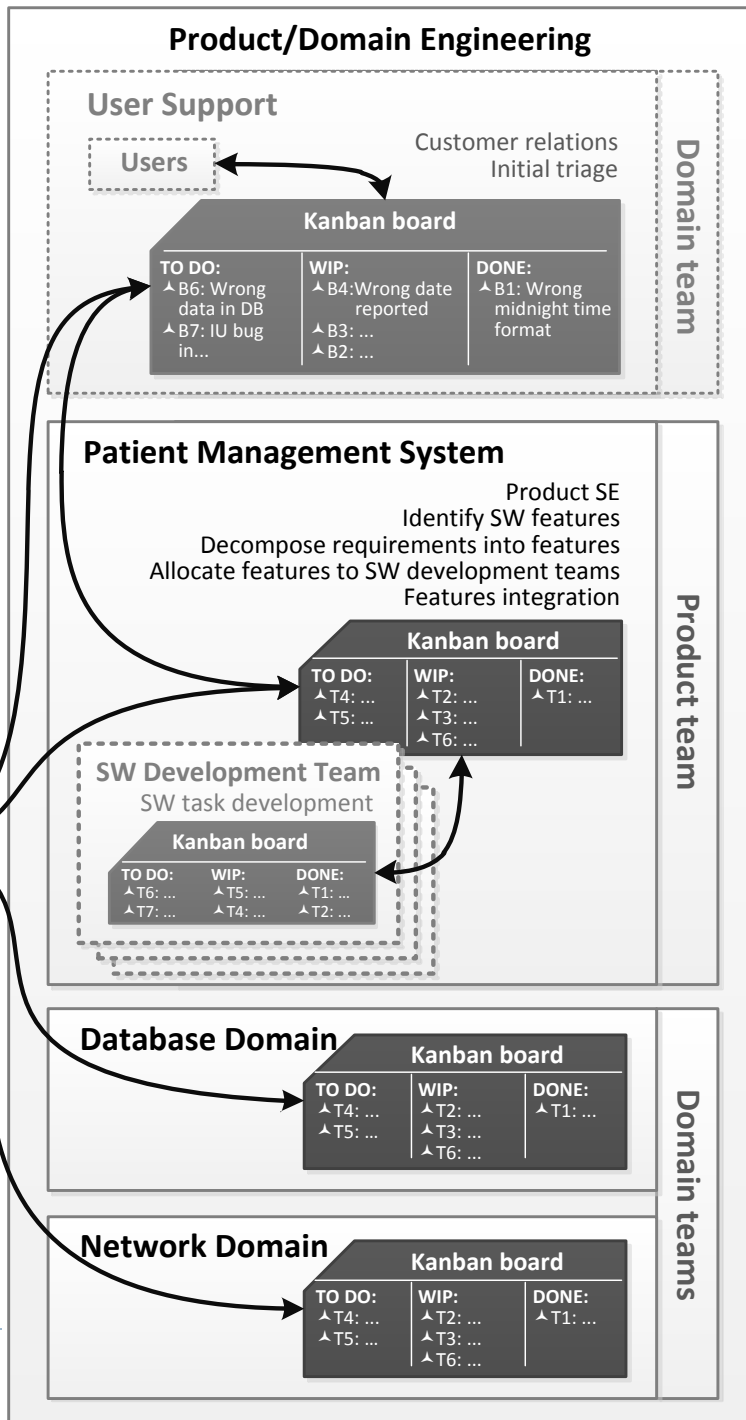 Product/Domain Engineering
User Support
Users
Customer relations
Initial triage
Domain team
Kanban board
TO DO:
B6: Wrong
data in DB
B7: IU bug
in...
WIP:
B4:Wrong date
reported
B3: ...
B2: ...
DONE:
B1: Wrong
midnight time
format
Patient Management System
Product SE
Identify SW features
Decompose requirements into features
Allocate features to SW development teams
Features integration
Product team
Kanban board
TO DO:
T4: ...
T5: ...
WIP:
T2: ...
T3: ...
T6: ...
DONE:
T1: ...
SW Development Team
SW task development
Kanban board
TO DO:
T6: ...
T7: ...
WIP:
T5: ...
T4: ...
DONE:
T1: ...
T2: ...
Database Domain
Kanban board
TO DO:
T4: ...
T5: ...
WIP:
T2: ...
T3: ...
T6: ...
DONE:
T1: ...
Domain teams
Network Domain
Kanban board
TO DO:
T4: ...
T5: ...
WIP:
T2: ...
T3: ...
T6: ...
DONE:
T1: ...